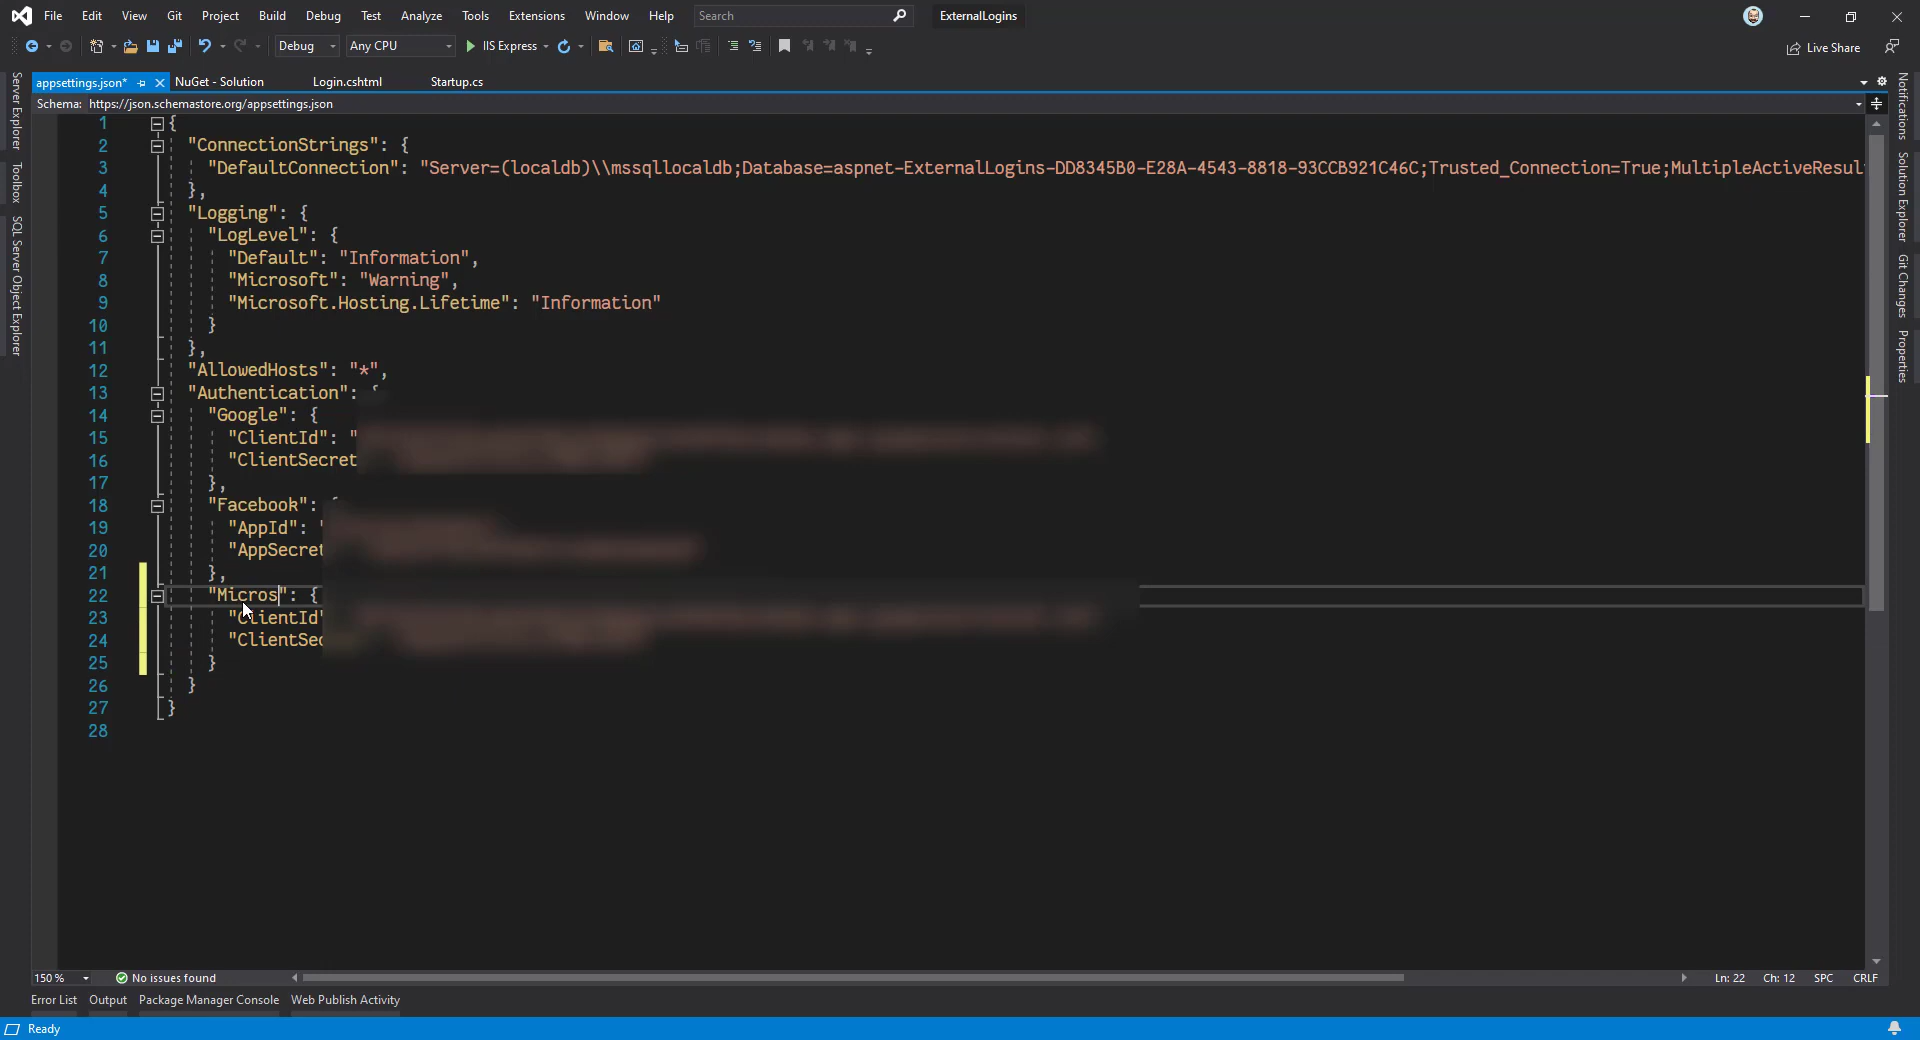 File Edit View Git Project Build Debug Test Analyze Tools Extensions Window Help Search ExternalLogins
Debug Any CPU IIS Express Live Share
appsettings.json* NuGet - Solution Login.cshtml Startup.cs
Schema: https://json.schemastore.org/appsettings.json
Server Explorer
Toolbox
SQL Server Object Explorer
1 {
2 "ConnectionStrings": {
3 "DefaultConnection": "Server=(localdb)\\mssqllocaldb;Database=aspnet-ExternalLogins-DD8345B0-E28A-4543-8818-93CCB921C46C;Trusted_Connection=True;MultipleActiveResul
4 },
5 "Logging": {
6 "LogLevel": {
7 "Default": "Information",
8 "Microsoft": "Warning",
9 "Microsoft.Hosting.Lifetime": "Information"
10 }
11 },
12 "AllowedHosts": "*",
13 "Authentication": {
14 "Google": {
15 "ClientId": "
16 "ClientSecret
17 },
18 "Facebook": {
19 "AppId": "
20 "AppSecret
21 },
22 "Micros": {
23 "ClientId"
24 "ClientSec
25 }
26 }
27 }
28
Notifications
Solution Explorer
Git Changes
Properties
150 % No issues found Ln: 22 Ch: 12 SPC CRLF
Error List Output Package Manager Console Web Publish Activity
Ready